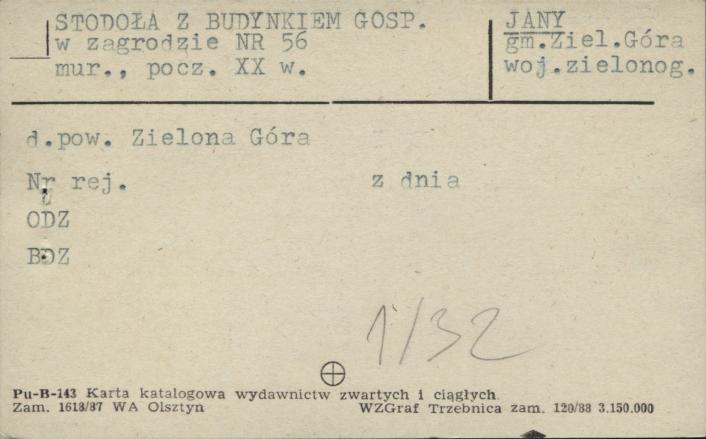 STODOŁA Z BUDYNKIEM GOSP.
w zagrodzie NR 56
mur., pocz. XX w.
JANY
gm.Ziel.Góra
woj.zielonog.
d.pow. Zielona Góra
Nr rej. z dnia
ODZ
BDZ
1/32
Pu-B-143 Karta katalogowa wydawnictw zwartych i ciągłych.
Zam. 1618/87 WA Olsztyn WZGraf Trzebnica zam. 120/88 3.150.000